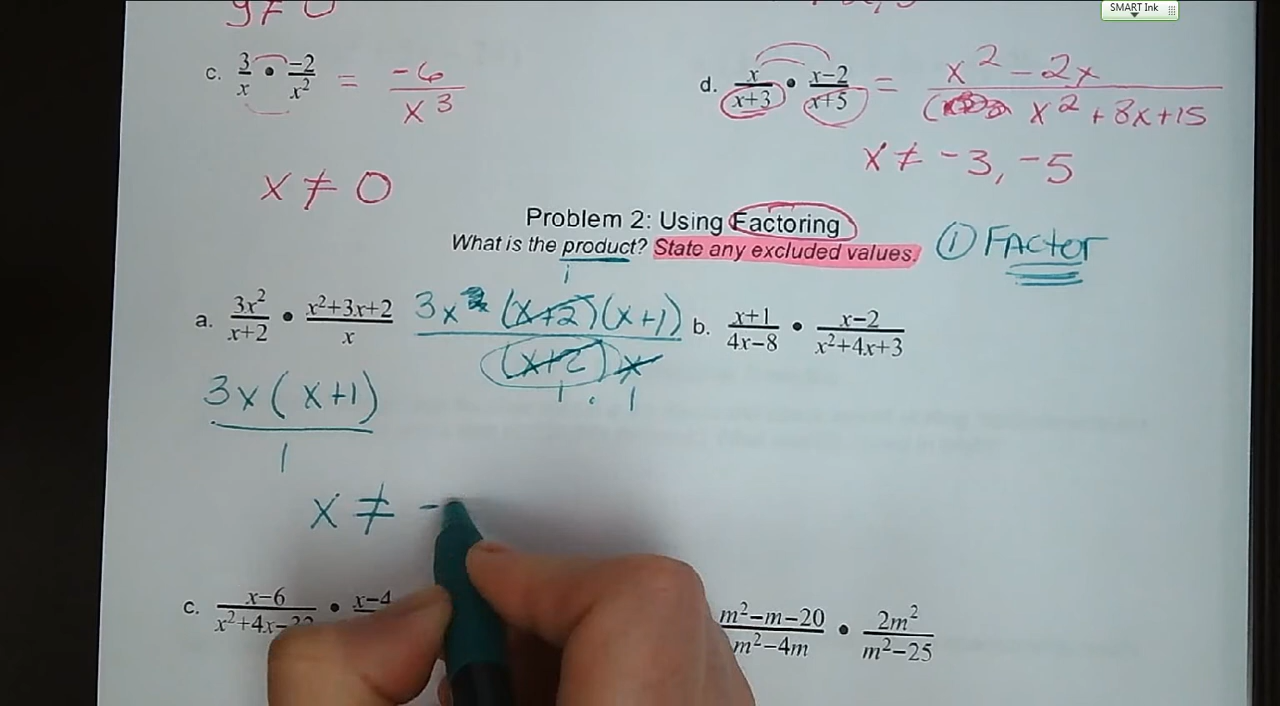 SMART Ink
y ≠ 0
c. 3/x • -2/x² = -6/x³
x ≠ 0
d. x/x+3 • x-2/x+5 = x² - 2x / x² + 8x + 15
x ≠ -3, -5
Problem 2: Using Factoring
What is the product? State any excluded values.
① FActor
a. 3x²/x+2 • x²+3x+2/x
3x (x+2)(x+1) / (x+2) x
1
1 . 1
3x ( x+1) / 1
x ≠ -
b. x+1/4x-8 • x-2/x²+4x+3
c. x-6/x²+4x- • x-4
m²-m-20/m²-4m • 2m²/m²-25